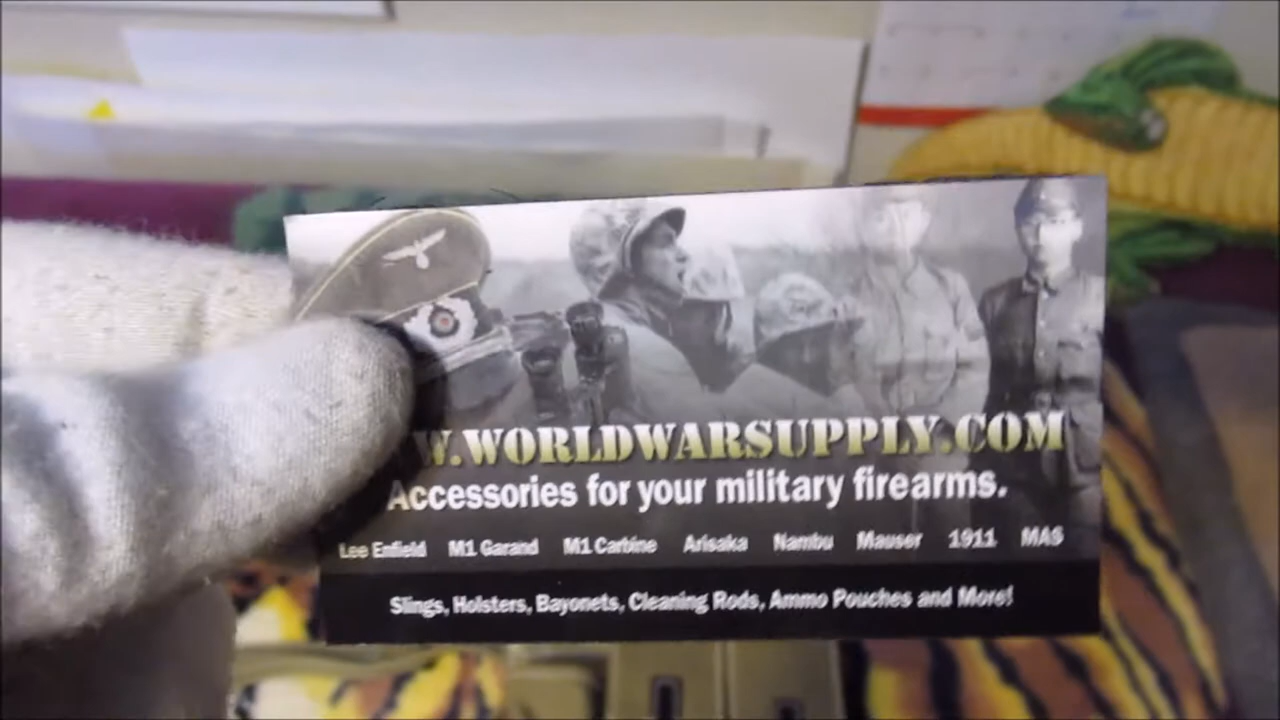 W.WORLDWARSUPPLY.COM
Accessories for your military firearms.
Lee Enfield M1 Garand M1 Carbine Arisaka Nambu Mauser 1911 MAS
Slings, Holsters, Bayonets, Cleaning Rods, Ammo Pouches and More!